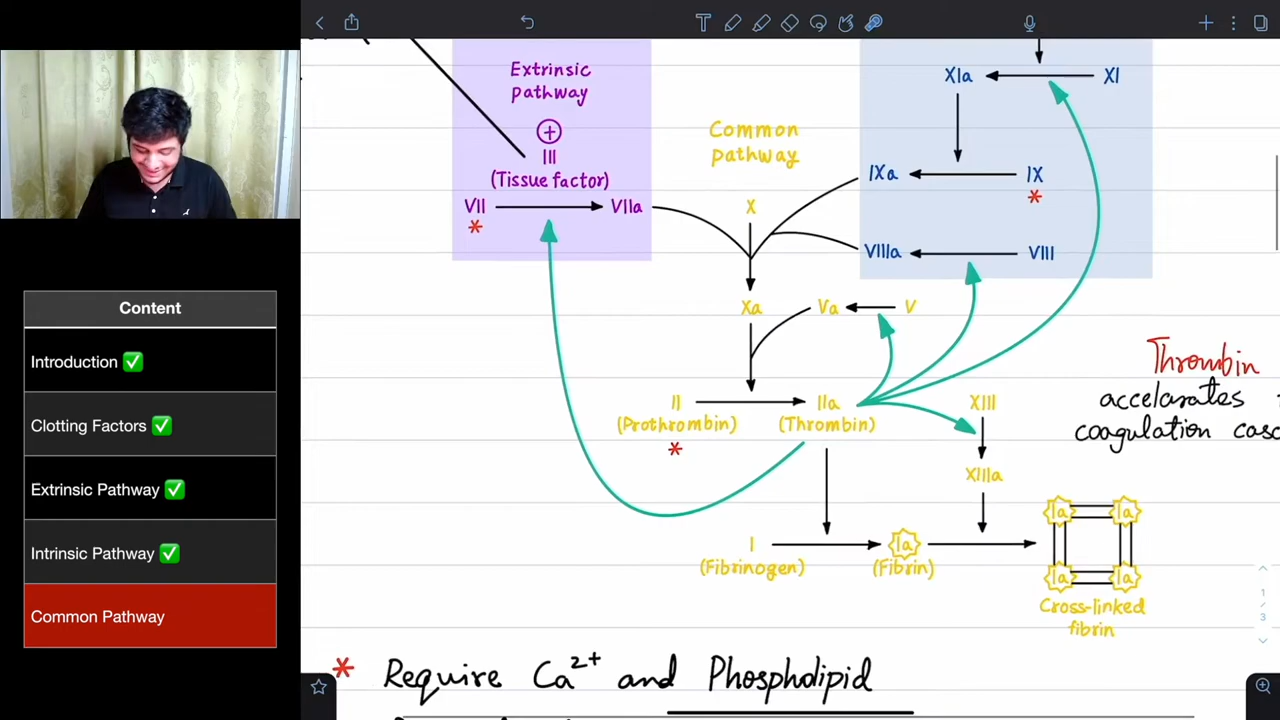 Content
Introduction ✅
Clotting Factors ✅
Extrinsic Pathway ✅
Intrinsic Pathway ✅
Common Pathway
Extrinsic
pathway
+
III
(Tissue factor)
VII
VIIa
*
Common
pathway
X
XIa
XI
IXa
IX
*
VIIIa
VIII
Xa
Va
V
II
(Prothrombin)
*
IIa
(Thrombin)
XIII
XIIIa
Thrombin
accelarates
coagulation
I
(Fibrinogen)
Ia
(Fibrin)
Ia
Ia
Ia
Ia
Cross-linked
fibrin
* Require Ca2+ and Phospholipid
1
/
3